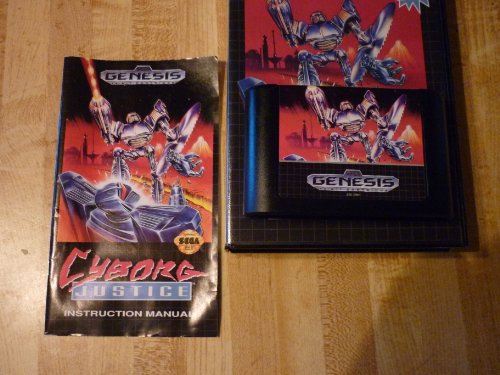 GENESIS
SEGA
CYBORG
JUSTICE
INSTRUCTION MANUAL
GENESIS